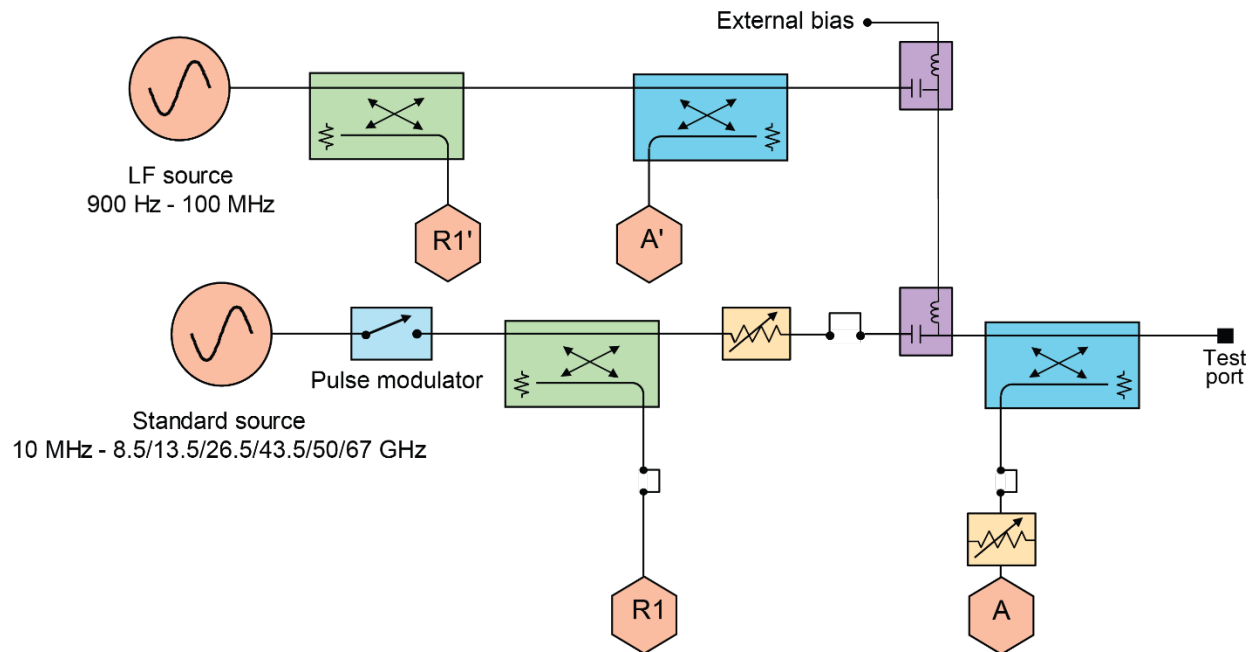 External bias
LF source
900 Hz - 100 MHz
R1'
A'
Pulse modulator
Test
port
Standard source
10 MHz - 8.5/13.5/26.5/43.5/50/67 GHz
R1
A